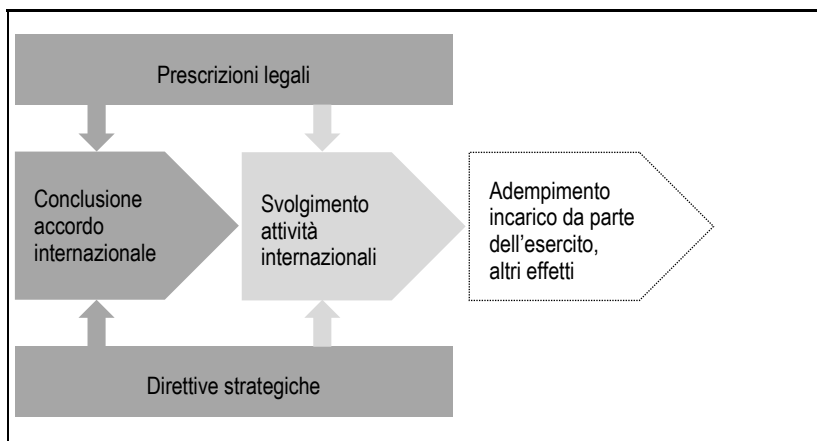 Prescrizioni legali
Conclusione
accordo
internazionale
Svolgimento
attività
internazionali
Adempimento
incarico da parte
dell'esercito,
altri effetti
Direttive strategiche